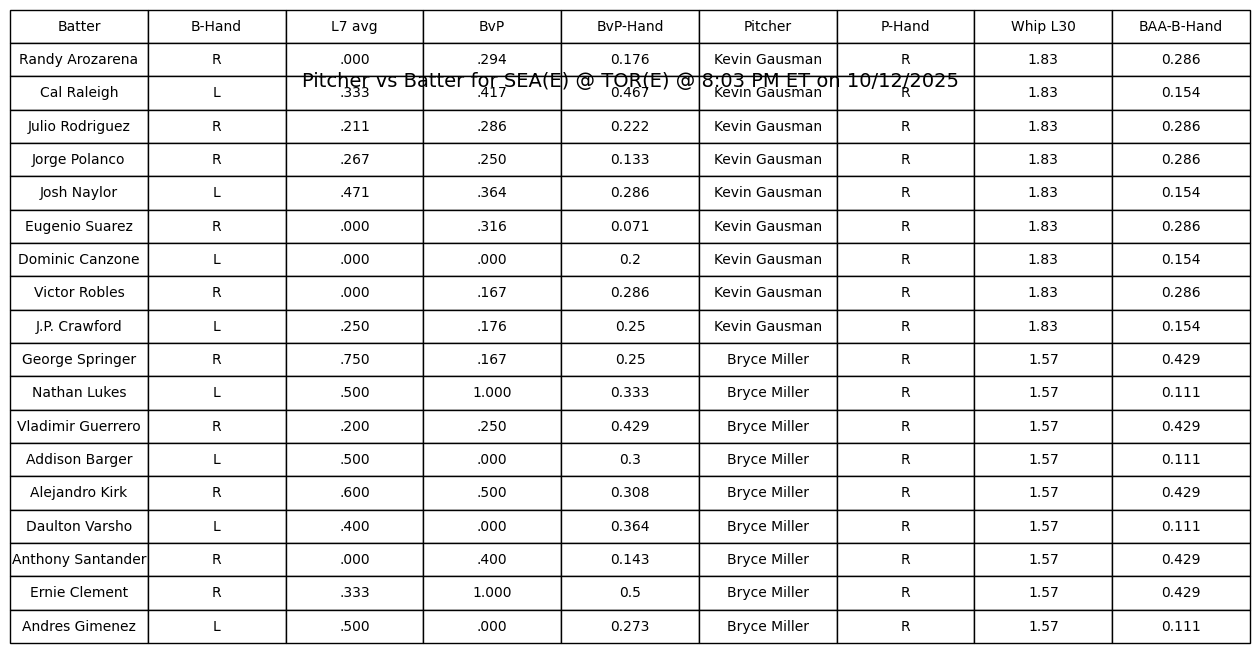 Batter B-Hand L7 avg BvP BvP-Hand Pitcher P-Hand Whip L30 BAA-B-Hand
Randy Arozarena R .000 .294 0.176 Kevin Gausman R 1.83 0.286
Pitcher vs Batter for SEA(E) @ TOR(E) @ 8:03 PM ET on 10/12/2025
Cal Raleigh L .333 .417 0.467 Kevin Gausman R 1.83 0.154
Julio Rodriguez R .211 .286 0.222 Kevin Gausman R 1.83 0.286
Jorge Polanco R .267 .250 0.133 Kevin Gausman R 1.83 0.286
Josh Naylor L .471 .364 0.286 Kevin Gausman R 1.83 0.154
Eugenio Suarez R .000 .316 0.071 Kevin Gausman R 1.83 0.286
Dominic Canzone L .000 .000 0.2 Kevin Gausman R 1.83 0.154
Victor Robles R .000 .167 0.286 Kevin Gausman R 1.83 0.286
J.P. Crawford L .250 .176 0.25 Kevin Gausman R 1.83 0.154
George Springer R .750 .167 0.25 Bryce Miller R 1.57 0.429
Nathan Lukes L .500 1.000 0.333 Bryce Miller R 1.57 0.111
Vladimir Guerrero R .200 .250 0.429 Bryce Miller R 1.57 0.429
Addison Barger L .500 .000 0.3 Bryce Miller R 1.57 0.111
Alejandro Kirk R .600 .500 0.308 Bryce Miller R 1.57 0.429
Daulton Varsho L .400 .000 0.364 Bryce Miller R 1.57 0.111
Anthony Santander R .000 .400 0.143 Bryce Miller R 1.57 0.429
Ernie Clement R .333 1.000 0.5 Bryce Miller R 1.57 0.429
Andres Gimenez L .500 .000 0.273 Bryce Miller R 1.57 0.111